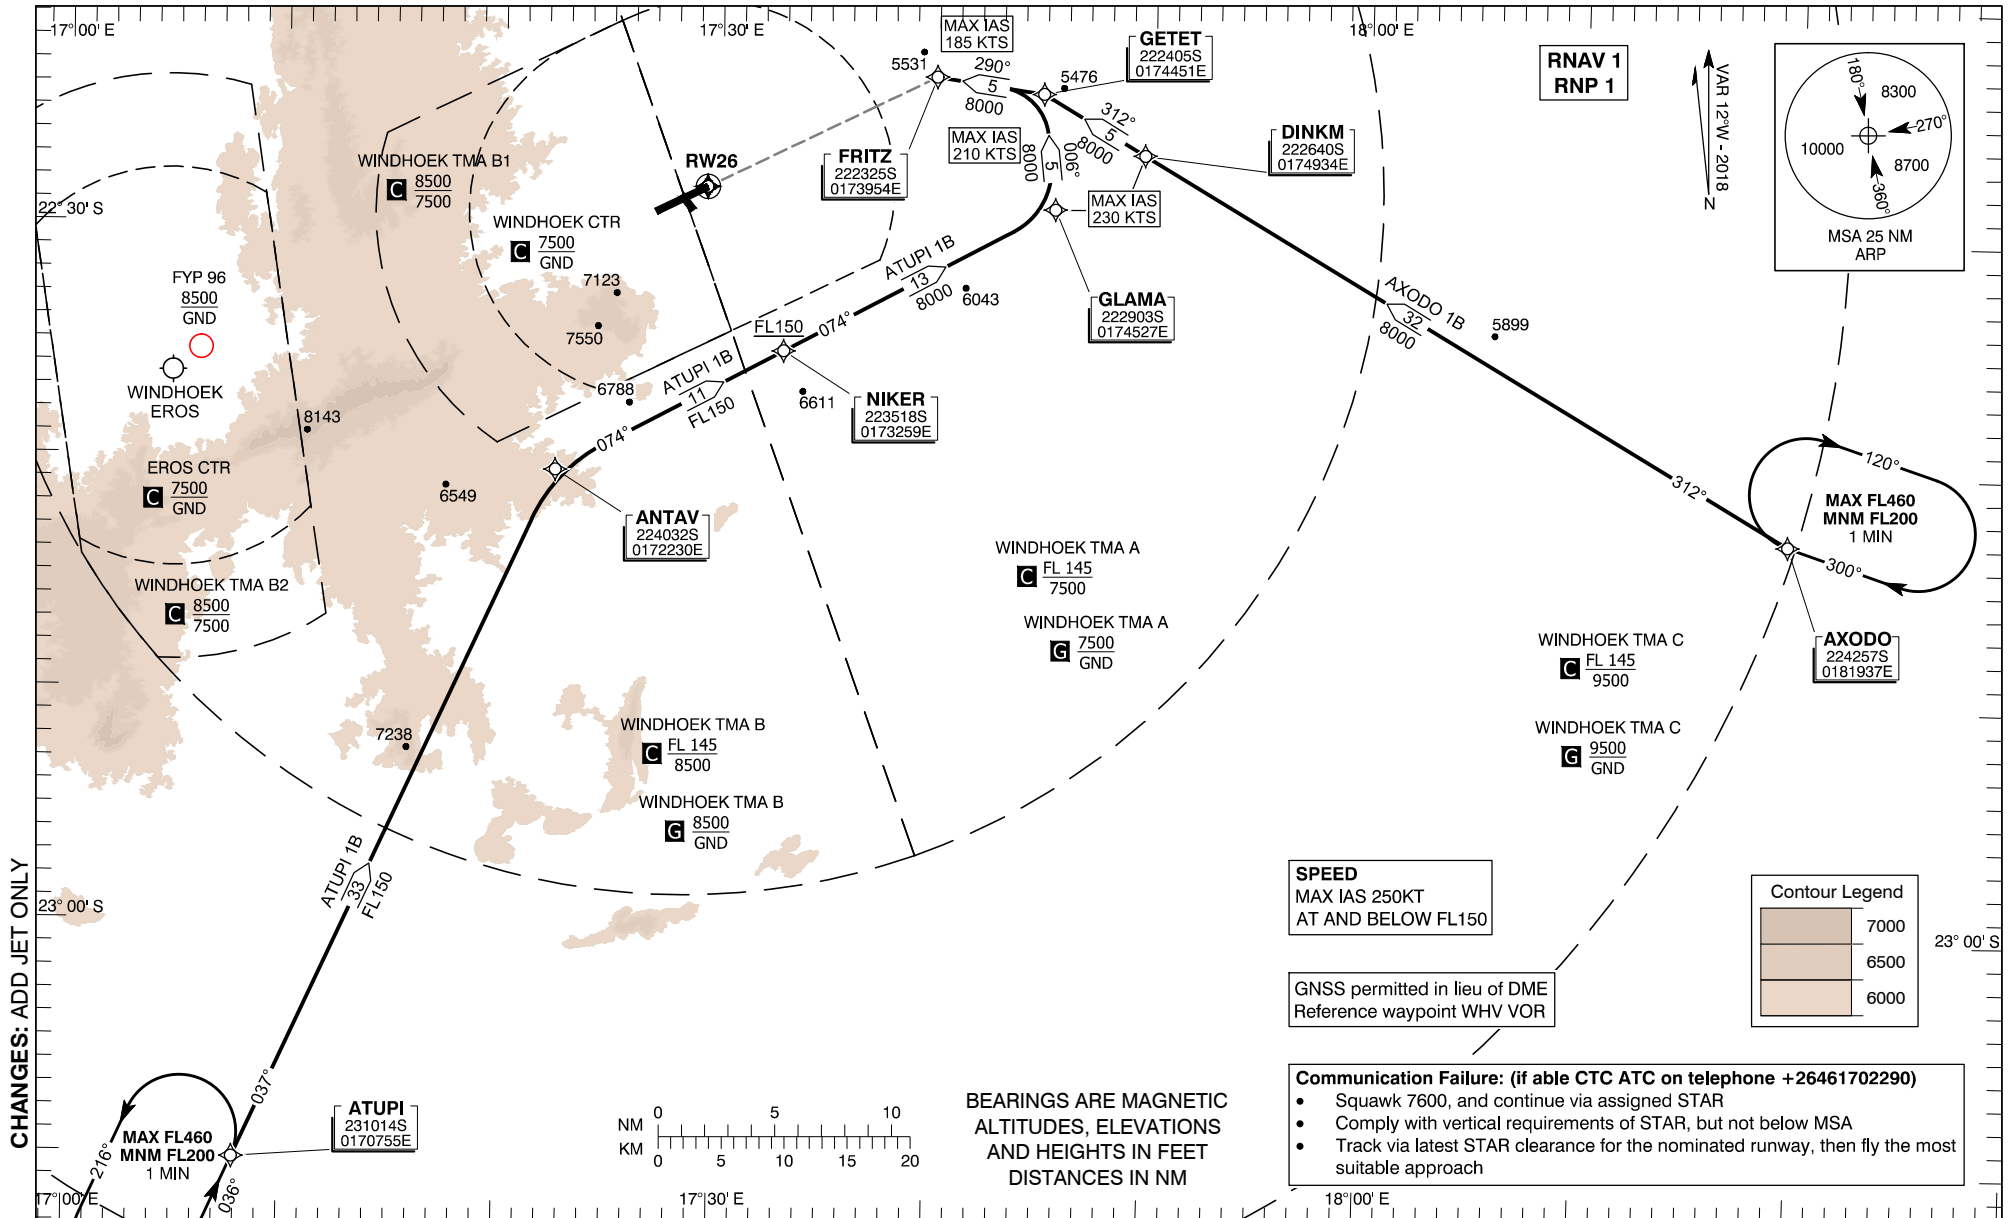 17°00' E
17°30' E
18°00' E
MAX IAS
185 KTS
GETET
222405S
0174451E
RNAV 1
RNP 1
VAR 12°W - 2018
N
180°
8300
270°
10000
8700
360°
MSA 25 NM
ARP
5531
290°
5
8000
5476
312°
5
8000
MAX IAS
210 KTS
006°
5
8000
DINKM
222640S
0174934E
FRITZ
222325S
0173954E
MAX IAS
230 KTS
RW26
WINDHOEK TMA B1
C
8500
7500
22° 30' S
WINDHOEK CTR
C
7500
GND
7123
7550
FYP 96
8500
GND
WINDHOEK
EROS
ATUPI 1B
13
8000
6043
074°
GLAMA
222903S
0174527E
AXODO 1B
32
8000
5899
FL150
ATUPI 1B
11
FL150
6788
6611
NIKER
223518S
0173259E
8143
074°
EROS CTR
C
7500
GND
6549
ANTAV
224032S
0172230E
312°
120°
MAX FL460
MNM FL200
1 MIN
300°
WINDHOEK TMA A
C
FL 145
7500
WINDHOEK TMA B2
C
8500
7500
WINDHOEK TMA A
G
7500
GND
WINDHOEK TMA C
C
FL 145
9500
AXODO
224257S
0181937E
7238
WINDHOEK TMA B
C
FL 145
8500
WINDHOEK TMA C
G
9500
GND
WINDHOEK TMA B
G
8500
GND
ATUPI 1B
33
FL150
SPEED
MAX IAS 250KT
AT AND BELOW FL150
Contour Legend
7000
6500
6000
23° 00' S
23° 00' S
GNSS permitted in lieu of DME
Reference waypoint WHV VOR
CHANGES: ADD JET ONLY
037°
ATUPI
231014S
0170755E
MAX FL460
MNM FL200
1 MIN
216°
036°
NM
0
5
10
KM
0
5
10
15
20
BEARINGS ARE MAGNETIC
ALTITUDES, ELEVATIONS
AND HEIGHTS IN FEET
DISTANCES IN NM
Communication Failure: (if able CTC ATC on telephone +26461702290)
• Squawk 7600, and continue via assigned STAR
• Comply with vertical requirements of STAR, but not below MSA
• Track via latest STAR clearance for the nominated runway, then fly the most
suitable approach
17°00' E
17°30' E
18°00' E